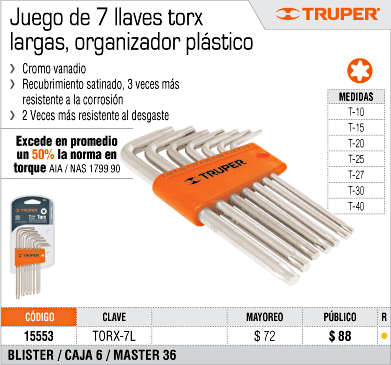 Juego de 7 llaves torx
largas, organizador plástico
TRUPER®
Cromo vanadio
Recubrimiento satinado, 3 veces más
resistente a la corrosión
2 Veces más resistente al desgaste
Excede en promedio
un 50% la norma en
torque AIA / NAS 1799 90
MEDIDAS
T-10
T-15
T-20
T-25
T-27
T-30
T-40
TRUPER
CÓDIGO CLAVE MAYOREO PÚBLICO R
15553 TORX-7L $ 72 $ 88
BLISTER / CAJA 6 / MASTER 36